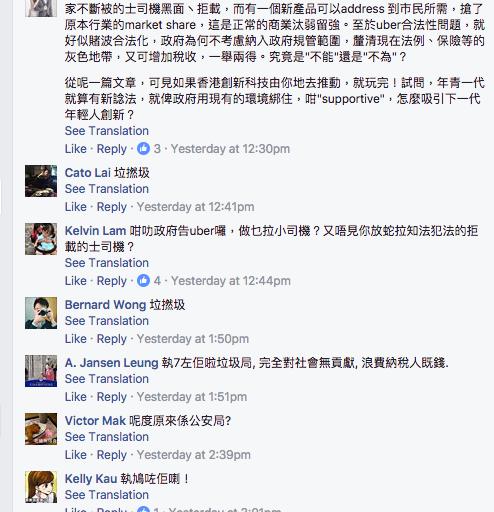 家不斷被的士司機黑面丶拒載，而有一個新產品可以address 到市民所需，搶了
原本行業的market share，這是正常的商業汰弱留強。至於uber合法性問題，就
好似賭波合法化，政府為何不考慮納入政府規管範圍，釐清現在法例、保險等的
灰色地帶，又可增加稅收，一舉兩得。究竟是"不能"還是"不為"？
從呢一篇文章，可見如果香港創新科技由你地去推動，就玩完！試問，年青一代
就算有新諗法，就俾政府用現有的環境綁住，咁"supportive"，怎麼吸引下一代
年輕人創新？
See Translation
Like · Reply · 3 · Yesterday at 12:30pm
Cato Lai 垃撚圾
See Translation
Like · Reply · Yesterday at 12:41pm
Kelvin Lam 咁叻政府告uber囉，做乜拉小司機？又唔見你放蛇拉知法犯法的拒
載的士司機？
See Translation
Like · Reply · 4 · Yesterday at 12:44pm
Bernard Wong 垃撚圾
See Translation
Like · Reply · Yesterday at 1:50pm
A. Jansen Leung 執7左佢啦垃圾局, 完全對社會無貢獻, 浪費納稅人既錢.
See Translation
Like · Reply · Yesterday at 1:51pm
Victor Mak 呢度原來係公安局?
See Translation
Like · Reply · Yesterday at 2:39pm
Kelly Kau 執鳩咗佢喇！
See Translation
Like · Reply · 1 · Yesterday at 3:01pm